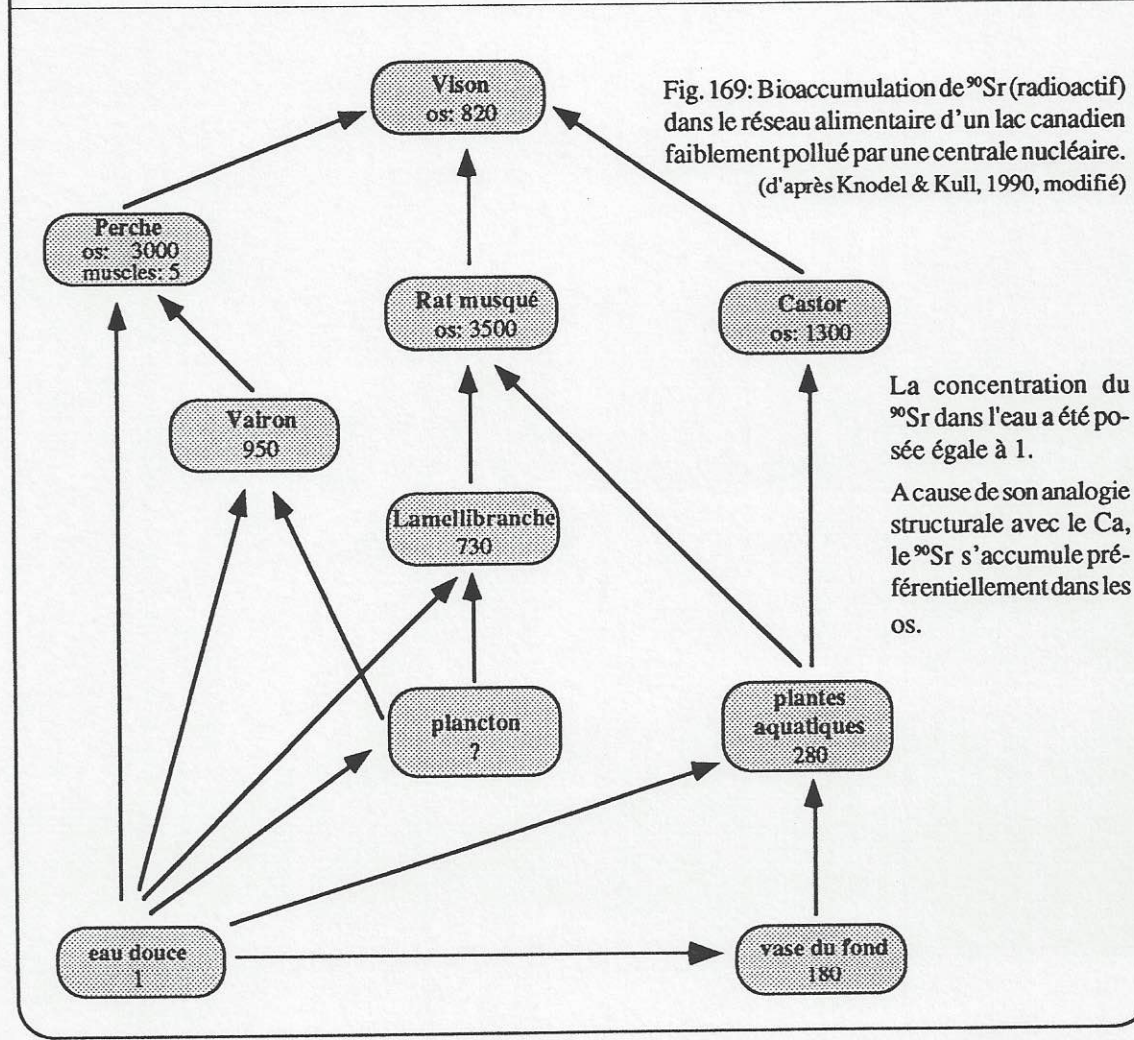 Vison
os: 820
Fig. 169: Bioaccumulation de ⁹⁰Sr (radioactif)
dans le réseau alimentaire d'un lac canadien
faiblement pollué par une centrale nucléaire.
(d'après Knodel & Kull, 1990, modifié)
Perche
os: 3000
muscles: 5
Rat musqué
os: 3500
Castor
os: 1300
La concentration du
⁹⁰Sr dans l'eau a été po-
sée égale à 1.
A cause de son analogie
structurale avec le Ca,
le ⁹⁰Sr s'accumule pré-
férentiellement dans les
os.
Vairon
950
Lamellibranche
730
plancton
?
plantes
aquatiques
280
eau douce
1
vase du fond
180